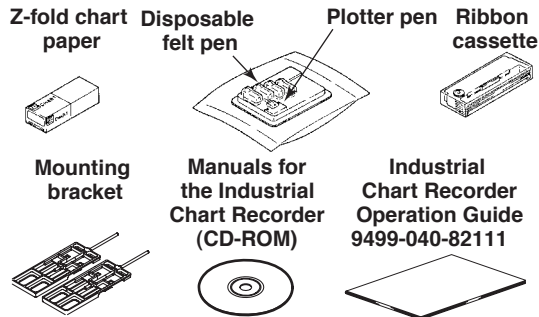 Z-fold chart
paper
Disposable
felt pen
Plotter pen
Ribbon
cassette
Mounting
bracket
Manuals for
the Industrial
Chart Recorder
(CD-ROM)
Industrial
Chart Recorder
Operation Guide
9499-040-82111